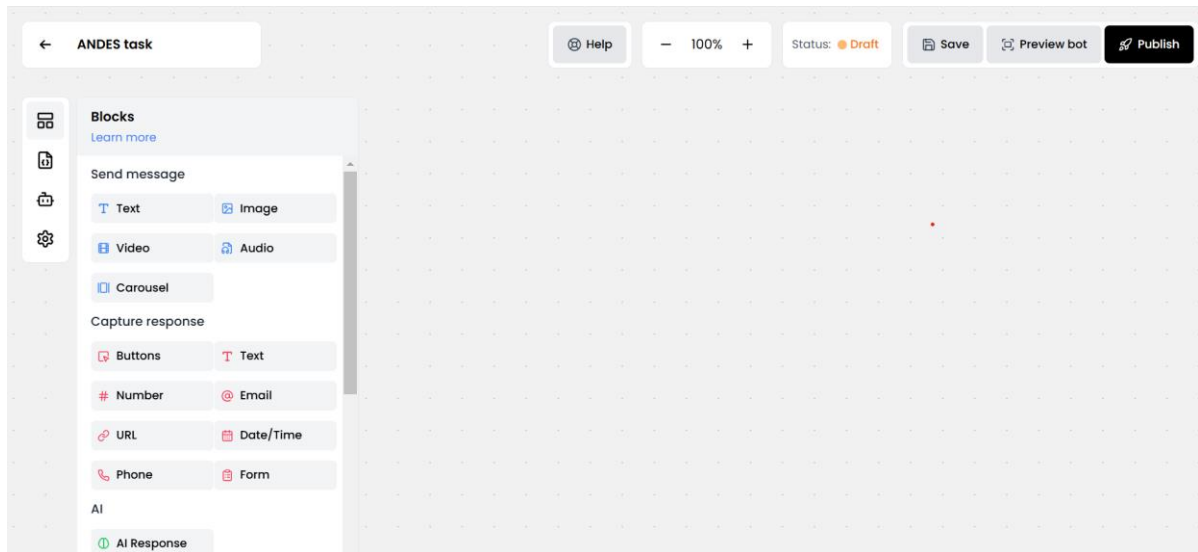 ANDES task
Help
100%
Status: Draft
Save
Preview bot
Publish
Blocks
Learn more
Send message
Text
Image
Video
Audio
Carousel
Capture response
Buttons
Text
Number
Email
URL
Date/Time
Phone
Form
AI
AI Response